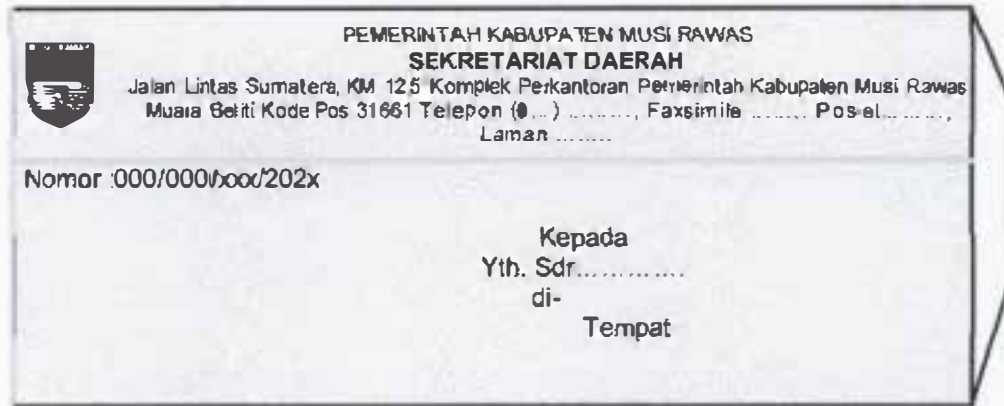 PEMERINTAH KABUPATEN MUSI RAWAS
SEKRETARIAT DAERAH
Jalan Lintas Sumatera, KM 12,5 Komplek Perkantoran Pemerintah Kabupaten Musi Rawas
Muara Beliti Kode Pos 31661 Telepon (0...) ........., Faxsimile ........ Pos-el........,
Laman ........
Nomor :000/000/xxx/202x
Kepada
Yth. Sdr.............
di-
Tempat